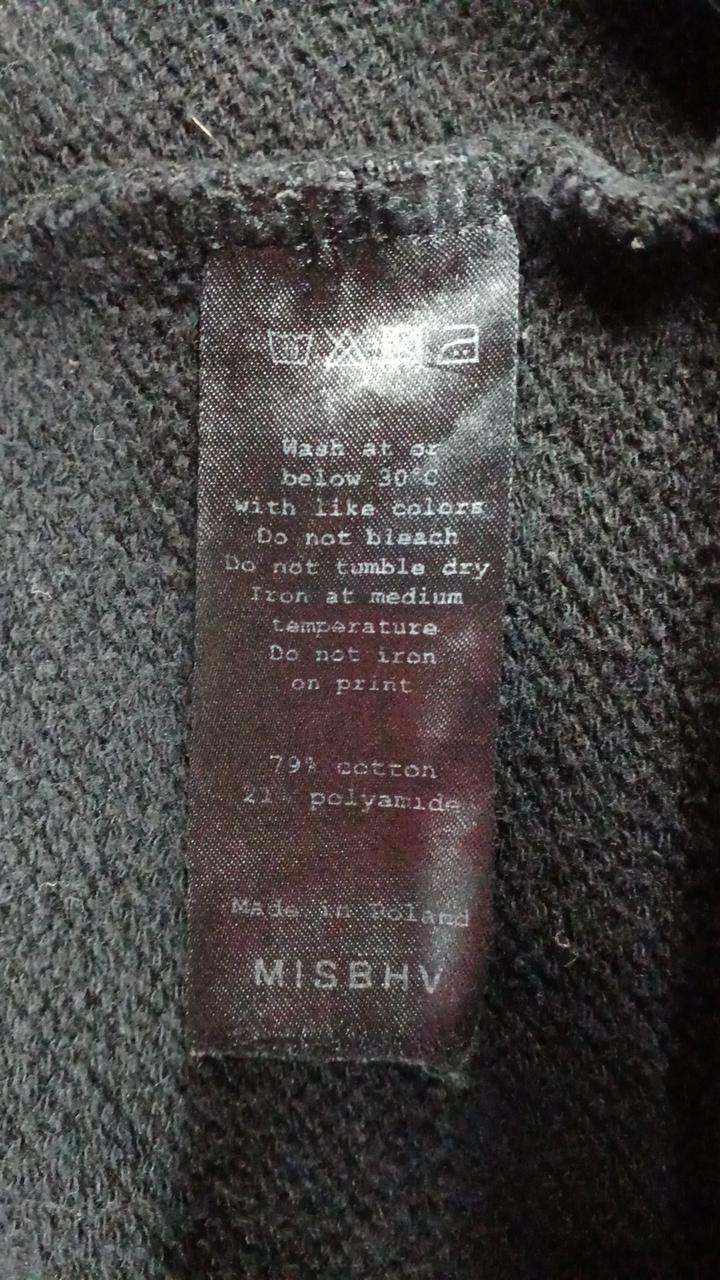 Wash at or
below 30°C
with like colors
Do not bleach
Do not tumble dry
Iron at medium
temperature
Do not iron
on print
79% cotton
21% polyamide
Made in Poland
MISBHV